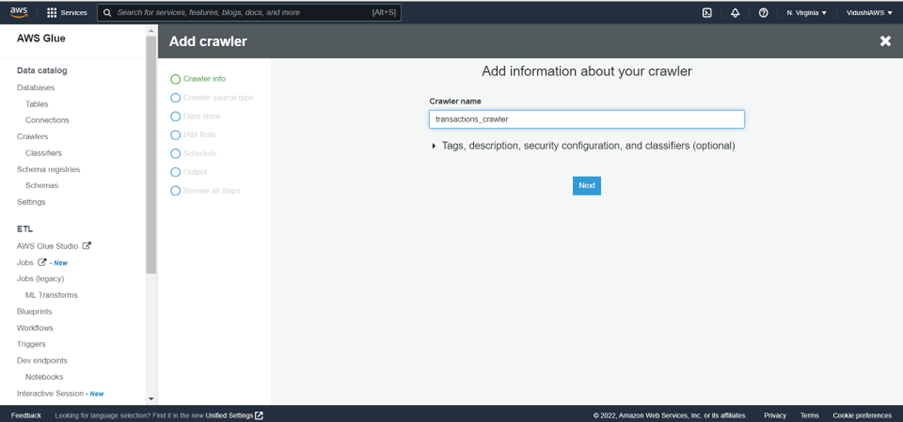 aws
Services
Search for services, features, blogs, docs, and more [Alt+S]
N. Virginia
VidushiAWS
AWS Glue
Data catalog
Databases
Tables
Connections
Crawlers
Classifiers
Schema registries
Schemas
Settings
ETL
AWS Glue Studio
Jobs - New
Jobs (legacy)
ML Transforms
Blueprints
Workflows
Triggers
Dev endpoints
Notebooks
Interactive Session - New
Add crawler
Crawler info
Crawler source type
Data store
IAM Role
Schedule
Output
Review all steps
Add information about your crawler
Crawler name
transactions_crawler
Tags, description, security configuration, and classifiers (optional)
Next
Feedback
Looking for language selection? Find it in the new Unified Settings
© 2022, Amazon Web Services, Inc. or its affiliates.
Privacy
Terms
Cookie preferences